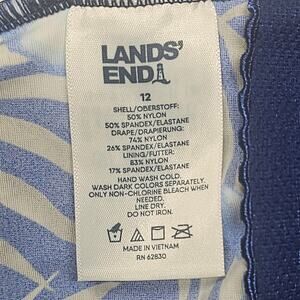 LANDS'
END
12
SHELL/OBERSTOFF:
50% NYLON
50% SPANDEX/ELASTANE
DRAPE/DRAPIERUNG:
74% NYLON
26% SPANDEX/ELASTANE
LINING/FUTTER:
83% NYLON
17% SPANDEX/ELASTANE
HAND WASH COLD.
WASH DARK COLORS SEPARATELY.
ONLY NON-CHLORINE BLEACH WHEN
NEEDED.
LINE DRY.
DO NOT IRON.
MADE IN VIETNAM
RN 62830